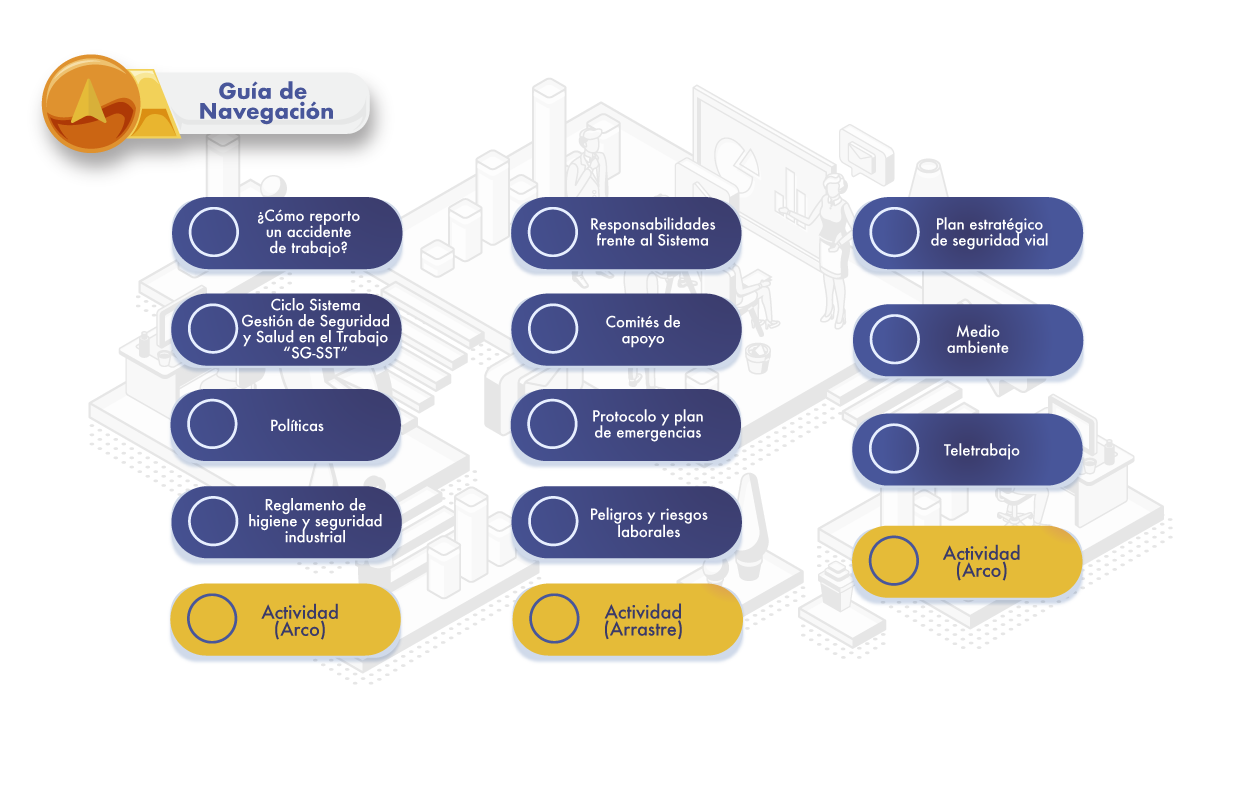 Guía de
Navegación
¿Cómo reporto
un accidente
de trabajo?
Ciclo Sistema
Gestión de Seguridad
y Salud en el Trabajo
“SG-SST”
Políticas
Reglamento de
higiene y seguridad
industrial
Actividad
(Arco)
Responsabilidades
frente al Sistema
Comités de
apoyo
Protocolo y plan
de emergencias
Peligros y riesgos
laborales
Actividad
(Arrastre)
Plan estratégico
de seguridad vial
Medio
ambiente
Teletrabajo
Actividad
(Arco)